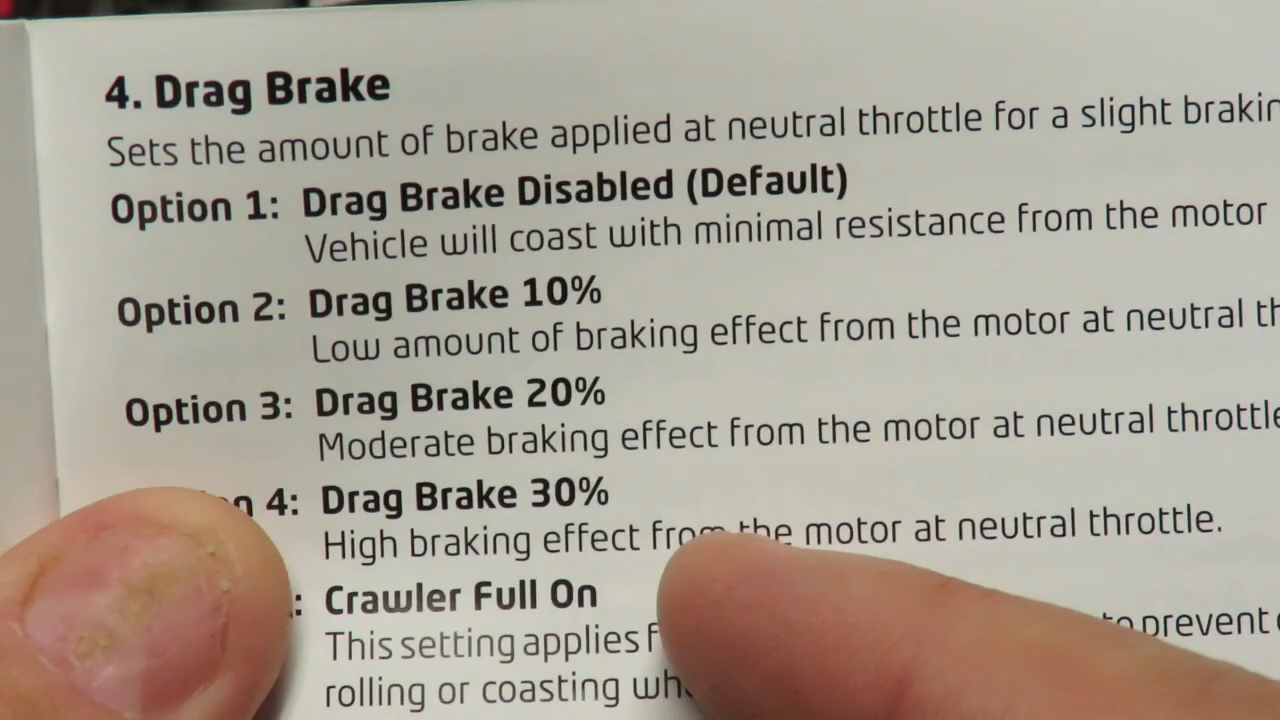 4. Drag Brake
Sets the amount of brake applied at neutral throttle for a slight
Option 1: Drag Brake Disabled (Default)
Vehicle will coast with minimal resistance from the motor
Option 2: Drag Brake 10%
Low amount of braking effect from the motor at neutral
Option 3: Drag Brake 20%
Moderate braking effect from the motor at neutral throttle
4: Drag Brake 30%
High braking effect from the motor at neutral throttle.
: Crawler Full On
This setting applies to prevent
rolling or coasting